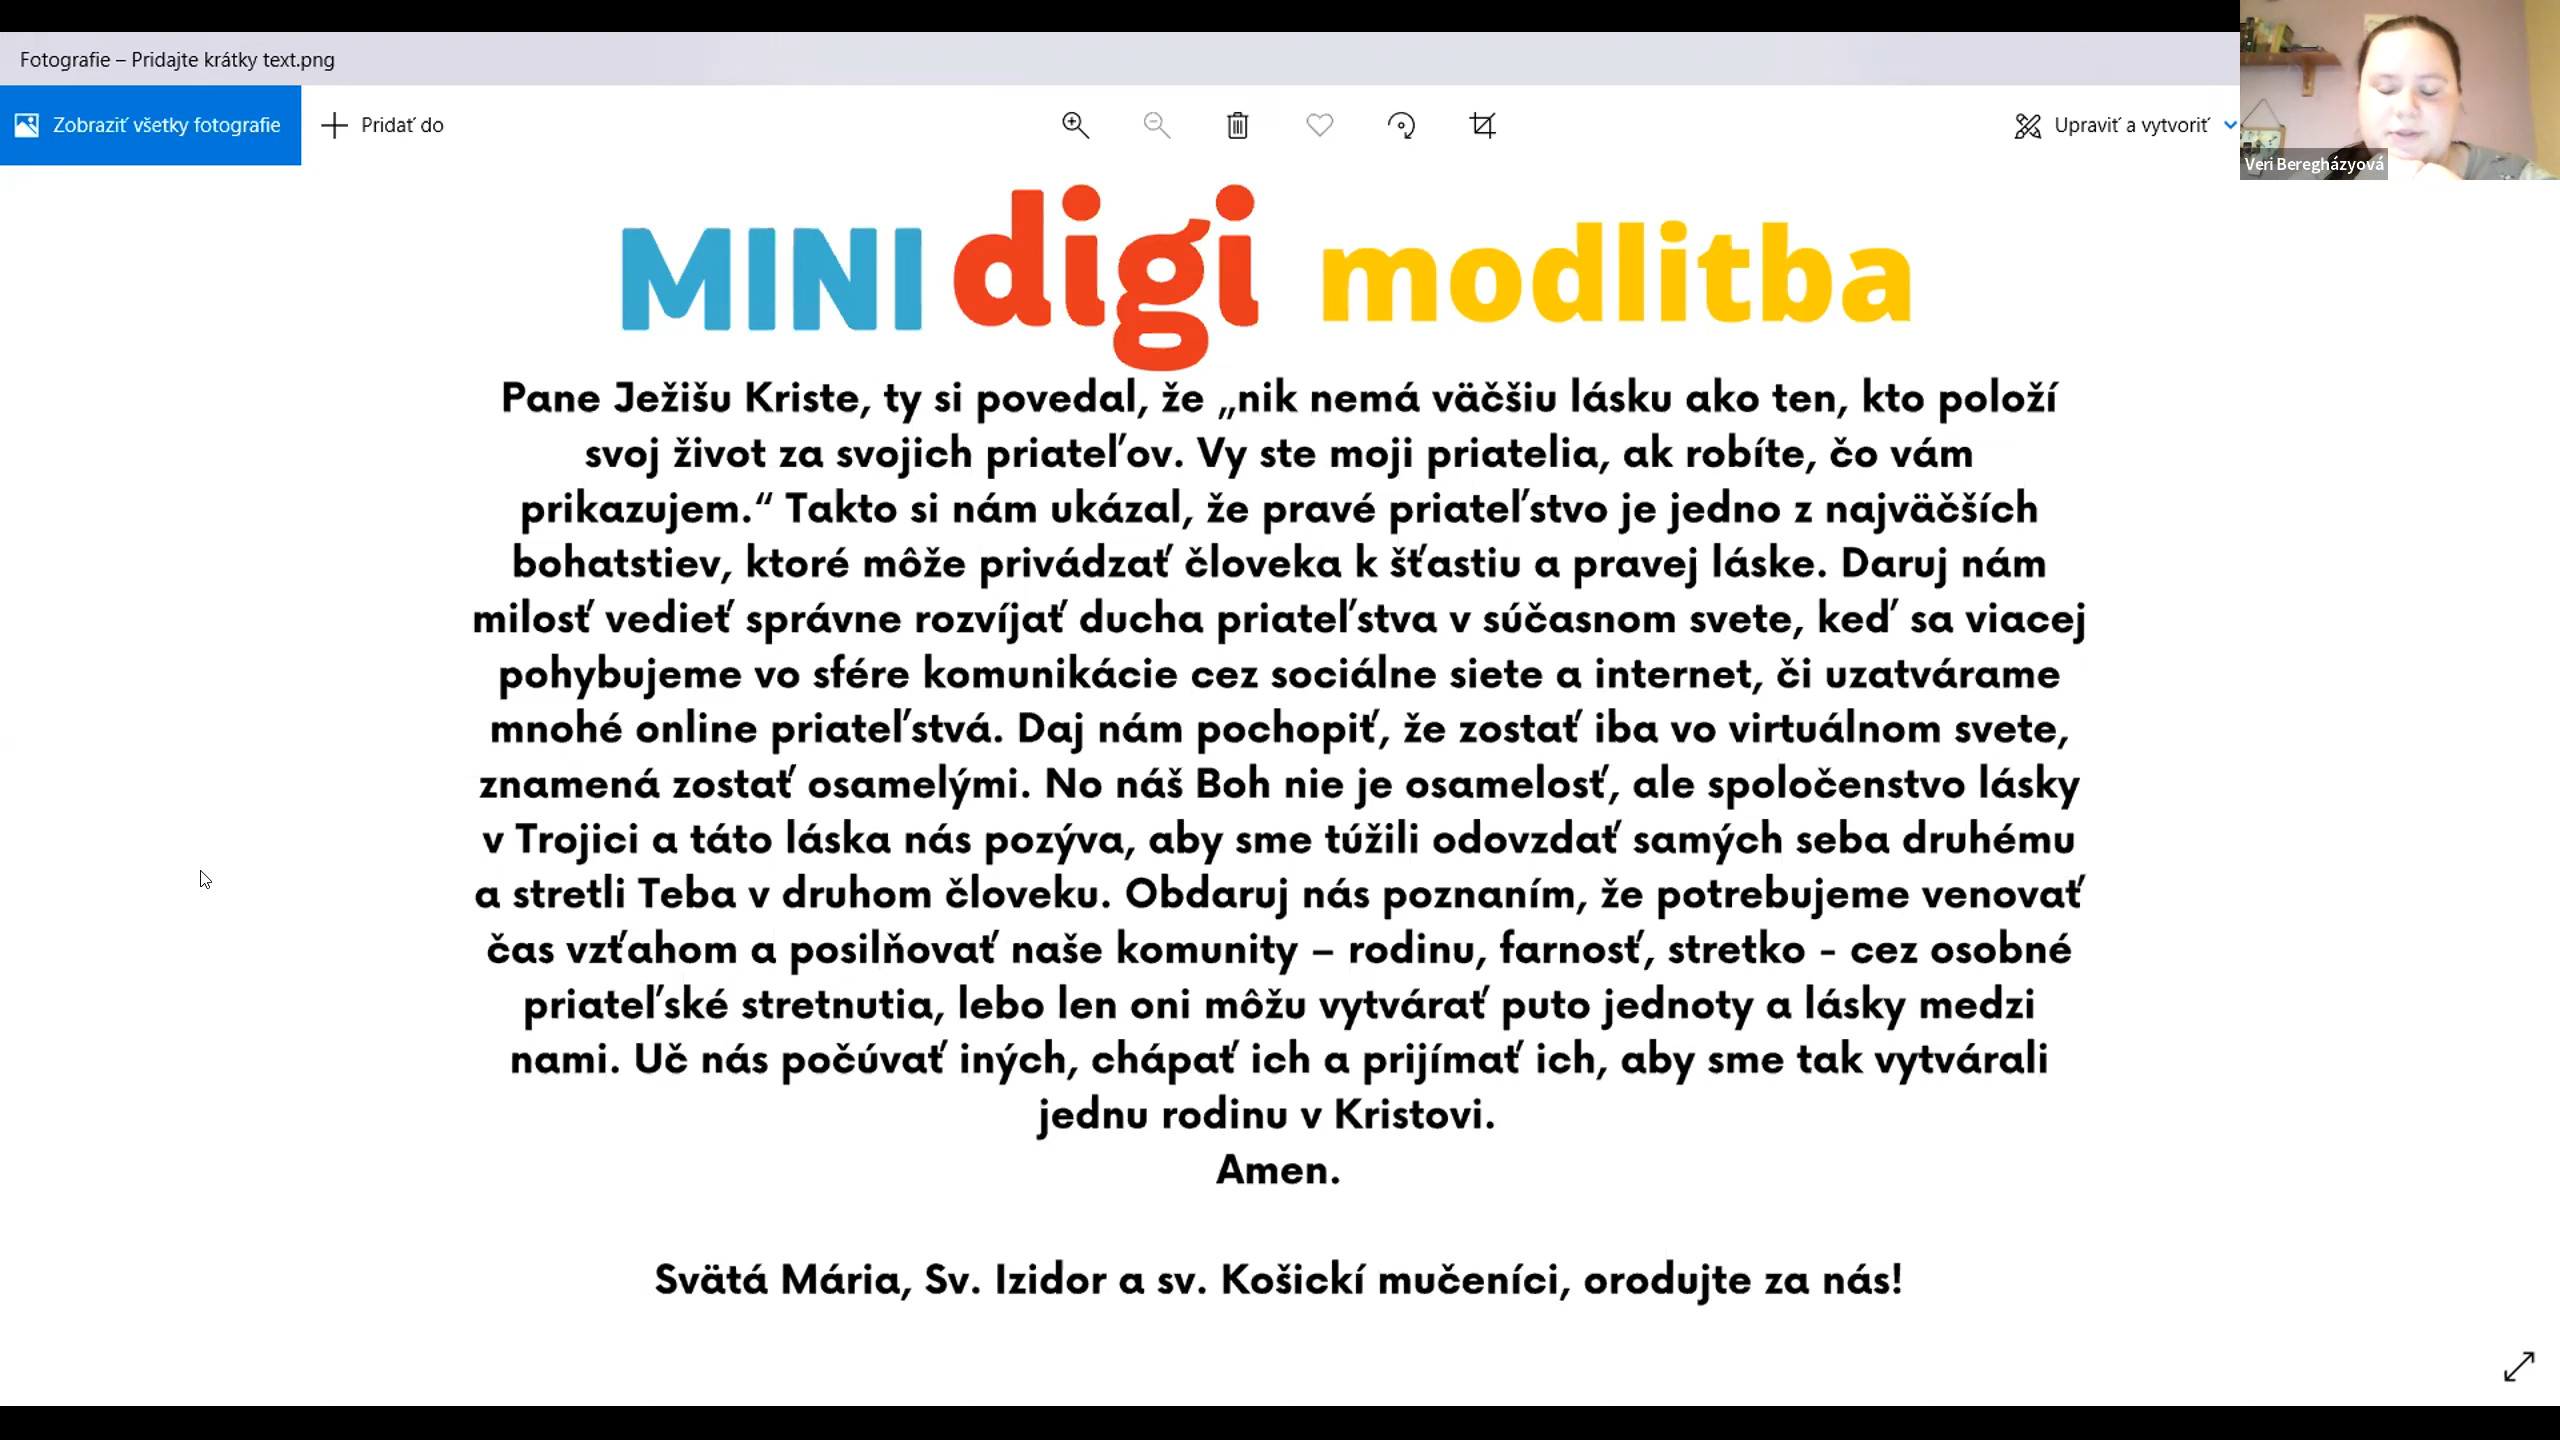 Fotografie – Pridajte krátky text.png
Zobraziť všetky fotografie
Pridať do
Upraviť a vytvoriť
Veri Beregházyová
MINI digi modlitba
Pane Ježišu Kriste, ty si povedal, že „nik nemá väčšiu lásku ako ten, kto položí
svoj život za svojich priateľov. Vy ste moji priatelia, ak robíte, čo vám
prikazujem.“ Takto si nám ukázal, že pravé priateľstvo je jedno z najväčších
bohatstiev, ktoré môže privádzať človeka k šťastiu a pravej láske. Daruj nám
milosť vedieť správne rozvíjať ducha priateľstva v súčasnom svete, keď sa viacej
pohybujeme vo sfére komunikácie cez sociálne siete a internet, či uzatvárame
mnohé online priateľstvá. Daj nám pochopiť, že zostať iba vo virtuálnom svete,
znamená zostať osamelými. No náš Boh nie je osamelosť, ale spoločenstvo lásky
v Trojici a táto láska nás pozýva, aby sme túžili odovzdať samých seba druhému
a stretli Teba v druhom človeku. Obdaruj nás poznaním, že potrebujeme venovať
čas vzťahom a posilňovať naše komunity – rodinu, farnosť, stretko - cez osobné
priateľské stretnutia, lebo len oni môžu vytvárať puto jednoty a lásky medzi
nami. Uč nás počúvať iných, chápať ich a prijímať ich, aby sme tak vytvárali
jednu rodinu v Kristovi.
Amen.
Svätá Mária, Sv. Izidor a sv. Košickí mučeníci, orodujte za nás!